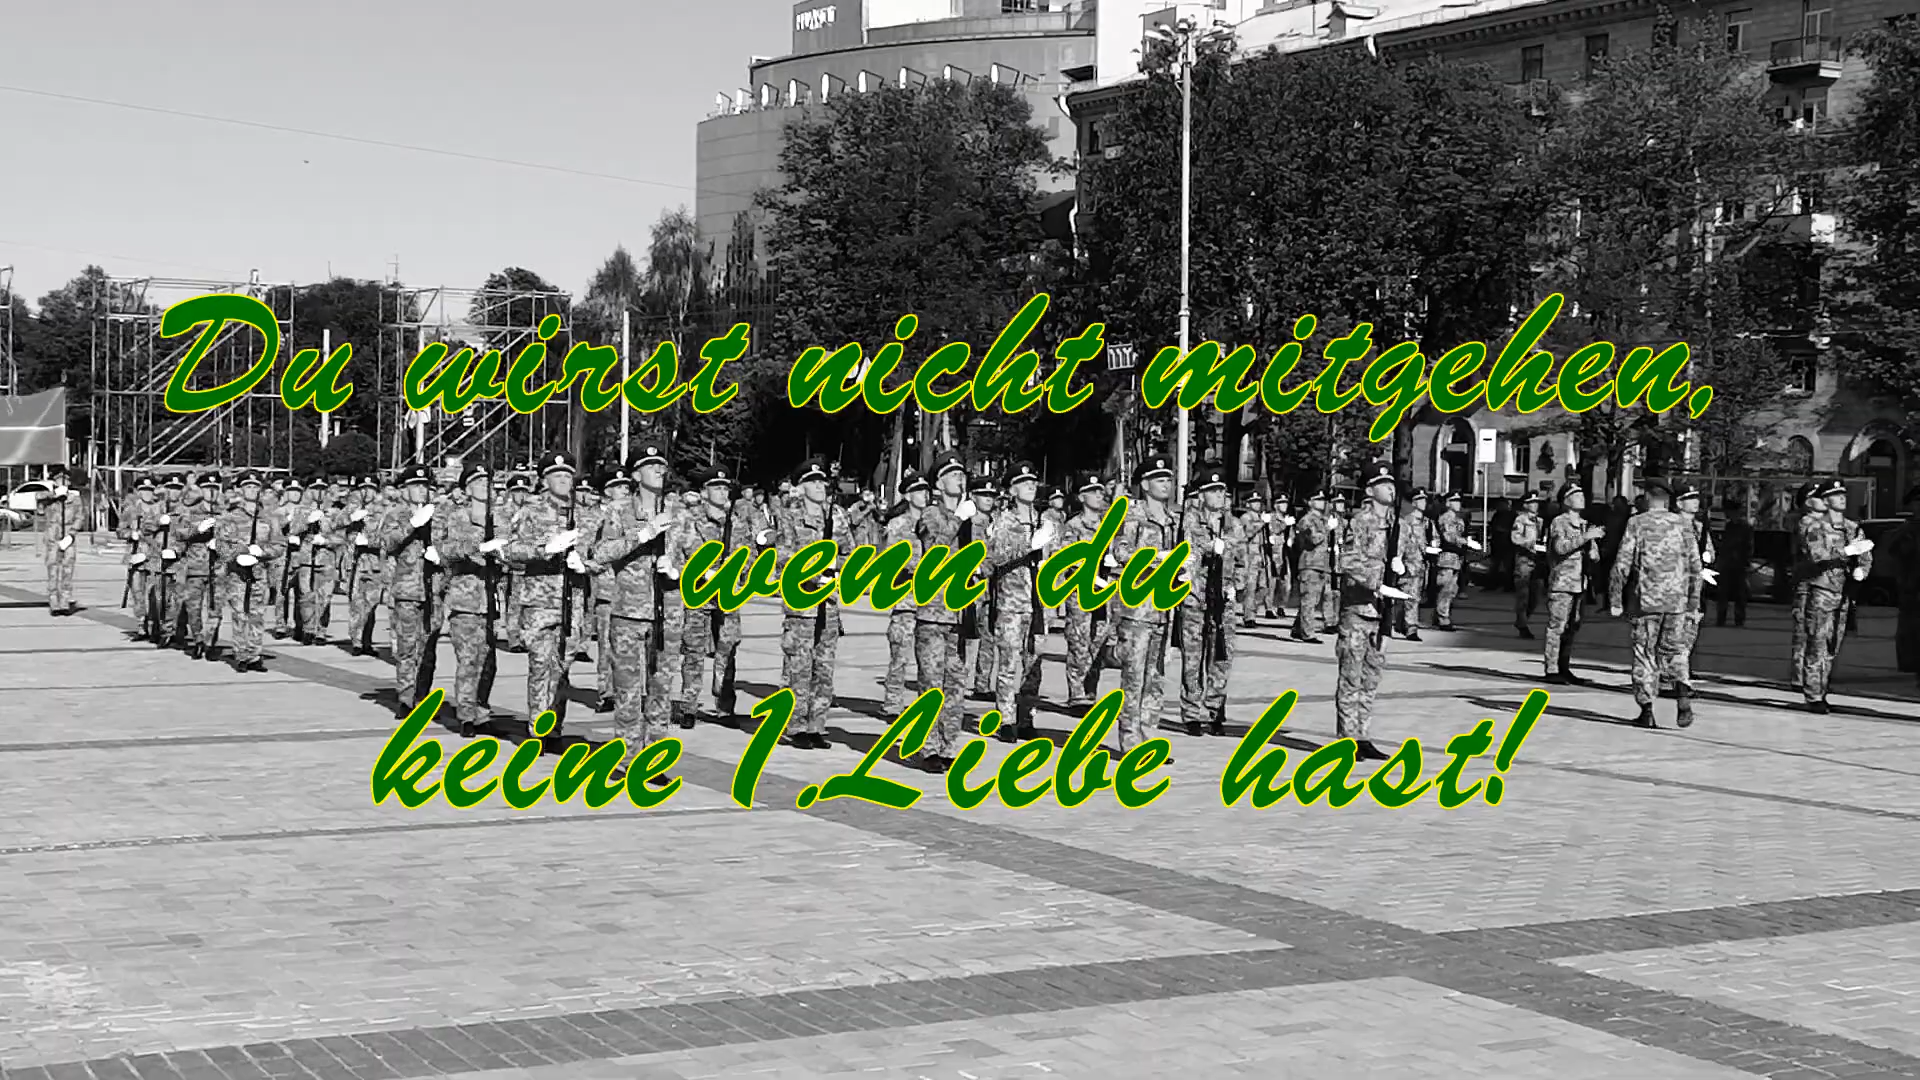 Du wirst nicht mitgehen,
wenn du
keine 1.Liebe hast!